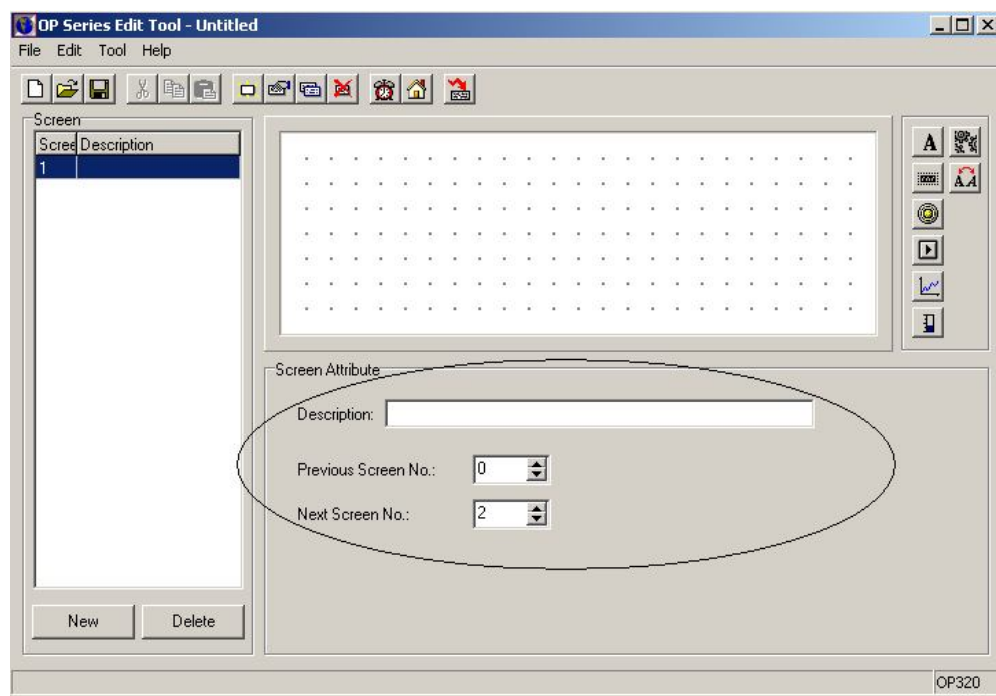 OP Series Edit Tool - Untitled
File Edit Tool Help
Screen
Scree Description
1
A
A A
Screen Attribute
Description:
Previous Screen No.: 0
Next Screen No.: 2
New Delete
OP320